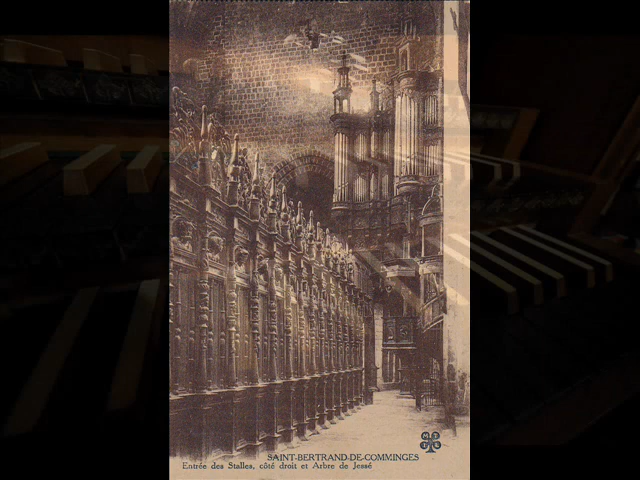 SAINT-BERTRAND-DE-COMMINGES
Entrée des Stalles, côté droit et Arbre de Jessé